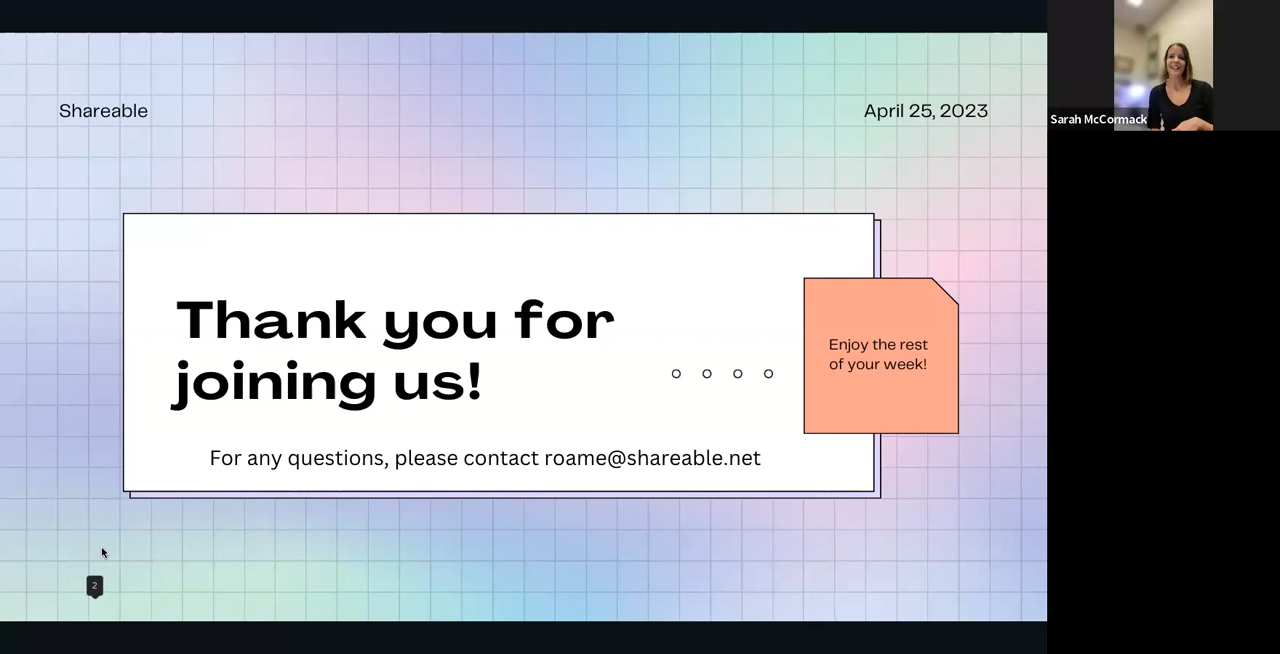 Shareable
April 25, 2023
Sarah McCormack
Thank you for
joining us!
Enjoy the rest
of your week!
For any questions, please contact roame@shareable.net
2